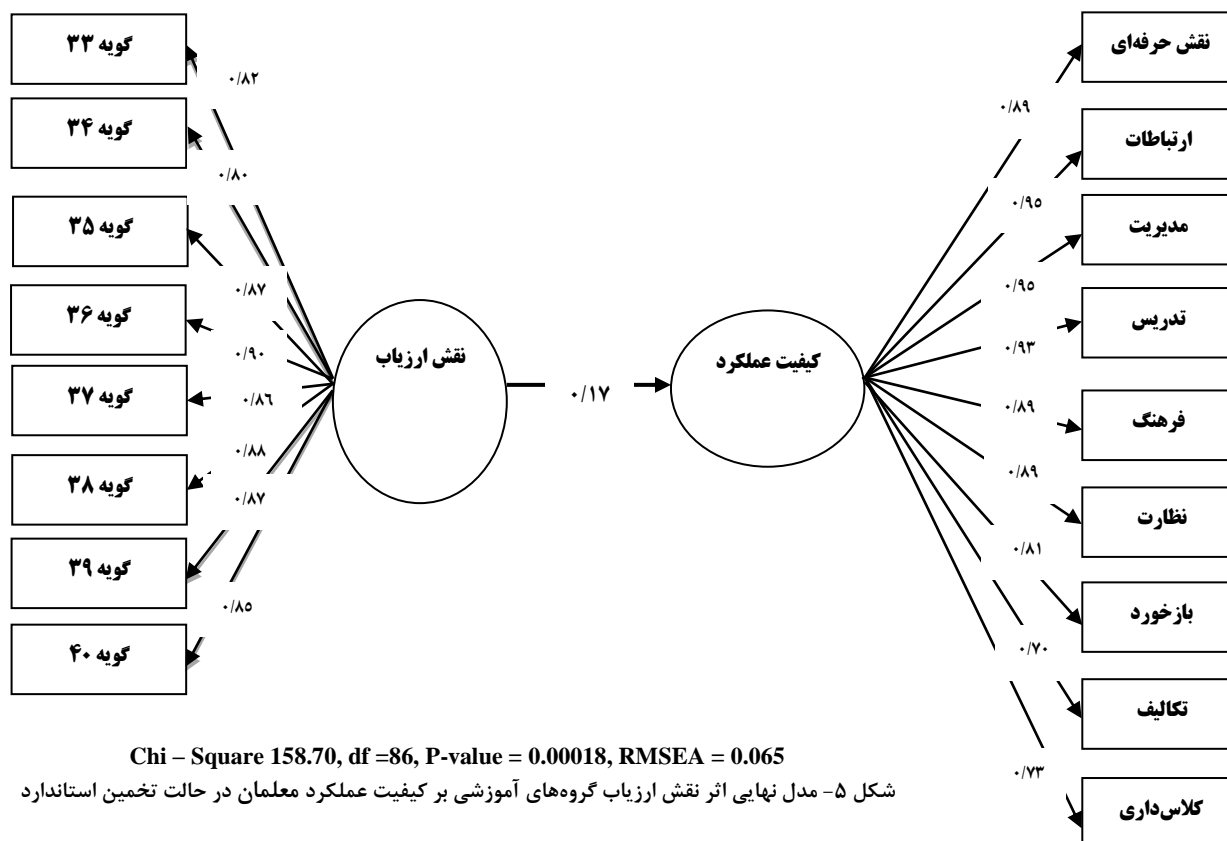 گویه ۳۳
۰/۸۲
گویه ۳۴
۰/۸۰
گویه ۳۵
۰/۸۷
گویه ۳۶
۰/۹۰
گویه ۳۷
۰/۸٦
گویه ۳۸
۰/۸۸
گویه ۳۹
۰/۸۷
گویه ۴۰
۰/۸۵
نقش ارزیاب
۰/۱۷
کیفیت عملکرد
نقش حرفه‌ای
۰/۸۹
ارتباطات
۰/۹۵
مدیریت
۰/۹۵
تدریس
۰/۹۳
فرهنگ
۰/۸۹
نظارت
۰/۸۹
بازخورد
۰/۸۱
تکالیف
۰/۷۰
کلاس‌داری
۰/۷۳
Chi – Square 158.70, df =86, P-value = 0.00018, RMSEA = 0.065
شکل ۵- مدل نهایی اثر نقش ارزیاب گروه‌های آموزشی بر کیفیت عملکرد معلمان در حالت تخمین استاندارد